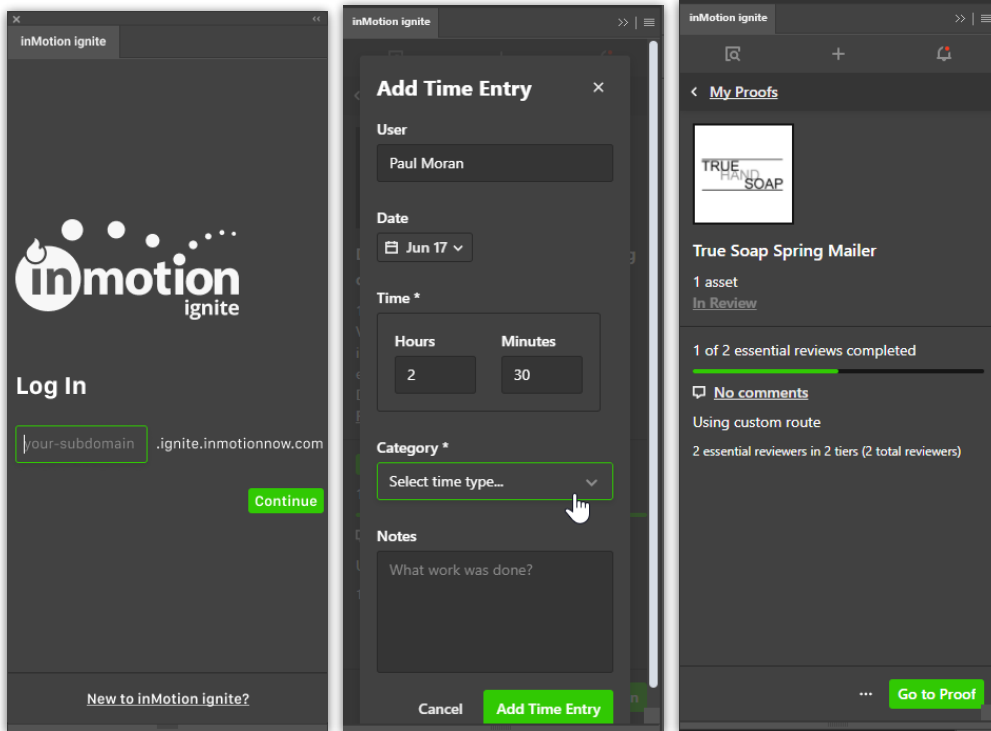 inMotion ignite
inmotion
ignite
Log In
your-subdomain .ignite.inmotionnow.com
Continue
New to inMotion ignite?
inMotion ignite
Add Time Entry
User
Paul Moran
Date
Jun 17
Time *
Hours Minutes
2 30
Category *
Select time type...
Notes
What work was done?
Cancel Add Time Entry
inMotion ignite
My Proofs
TRUE
HAND
SOAP
True Soap Spring Mailer
1 asset
In Review
1 of 2 essential reviews completed
No comments
Using custom route
2 essential reviewers in 2 tiers (2 total reviewers)
... Go to Proof